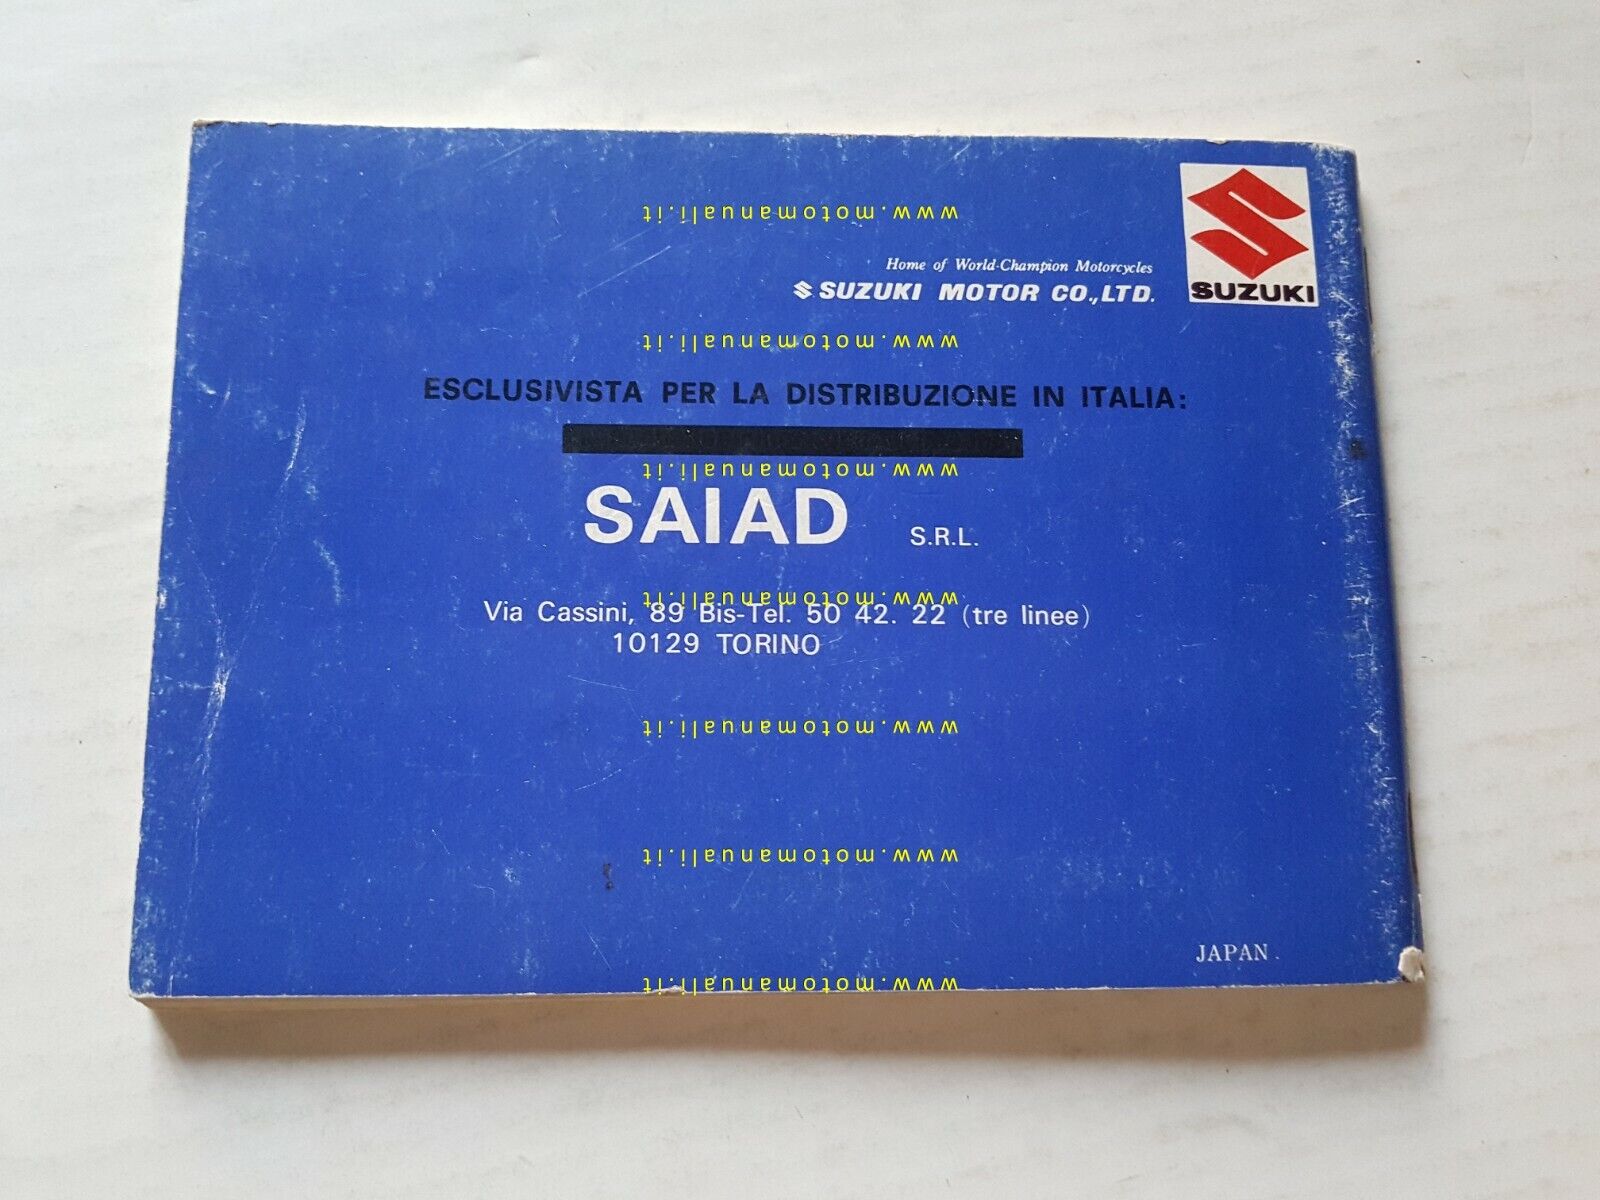 www.motomanuali.it
Home of World-Champion Motorcycles
SUZUKI MOTOR CO.,LTD.
SUZUKI
www.motomanuali.it
ESCLUSIVISTA PER LA DISTRIBUZIONE IN ITALIA:
www.motomanuali.it
SAIAD S.R.L.
www.motomanuali.it
Via Cassini, 89 Bis-Tel. 50 42. 22 (tre linee)
10129 TORINO
www.motomanuali.it
www.motomanuali.it
JAPAN
www.motomanuali.it